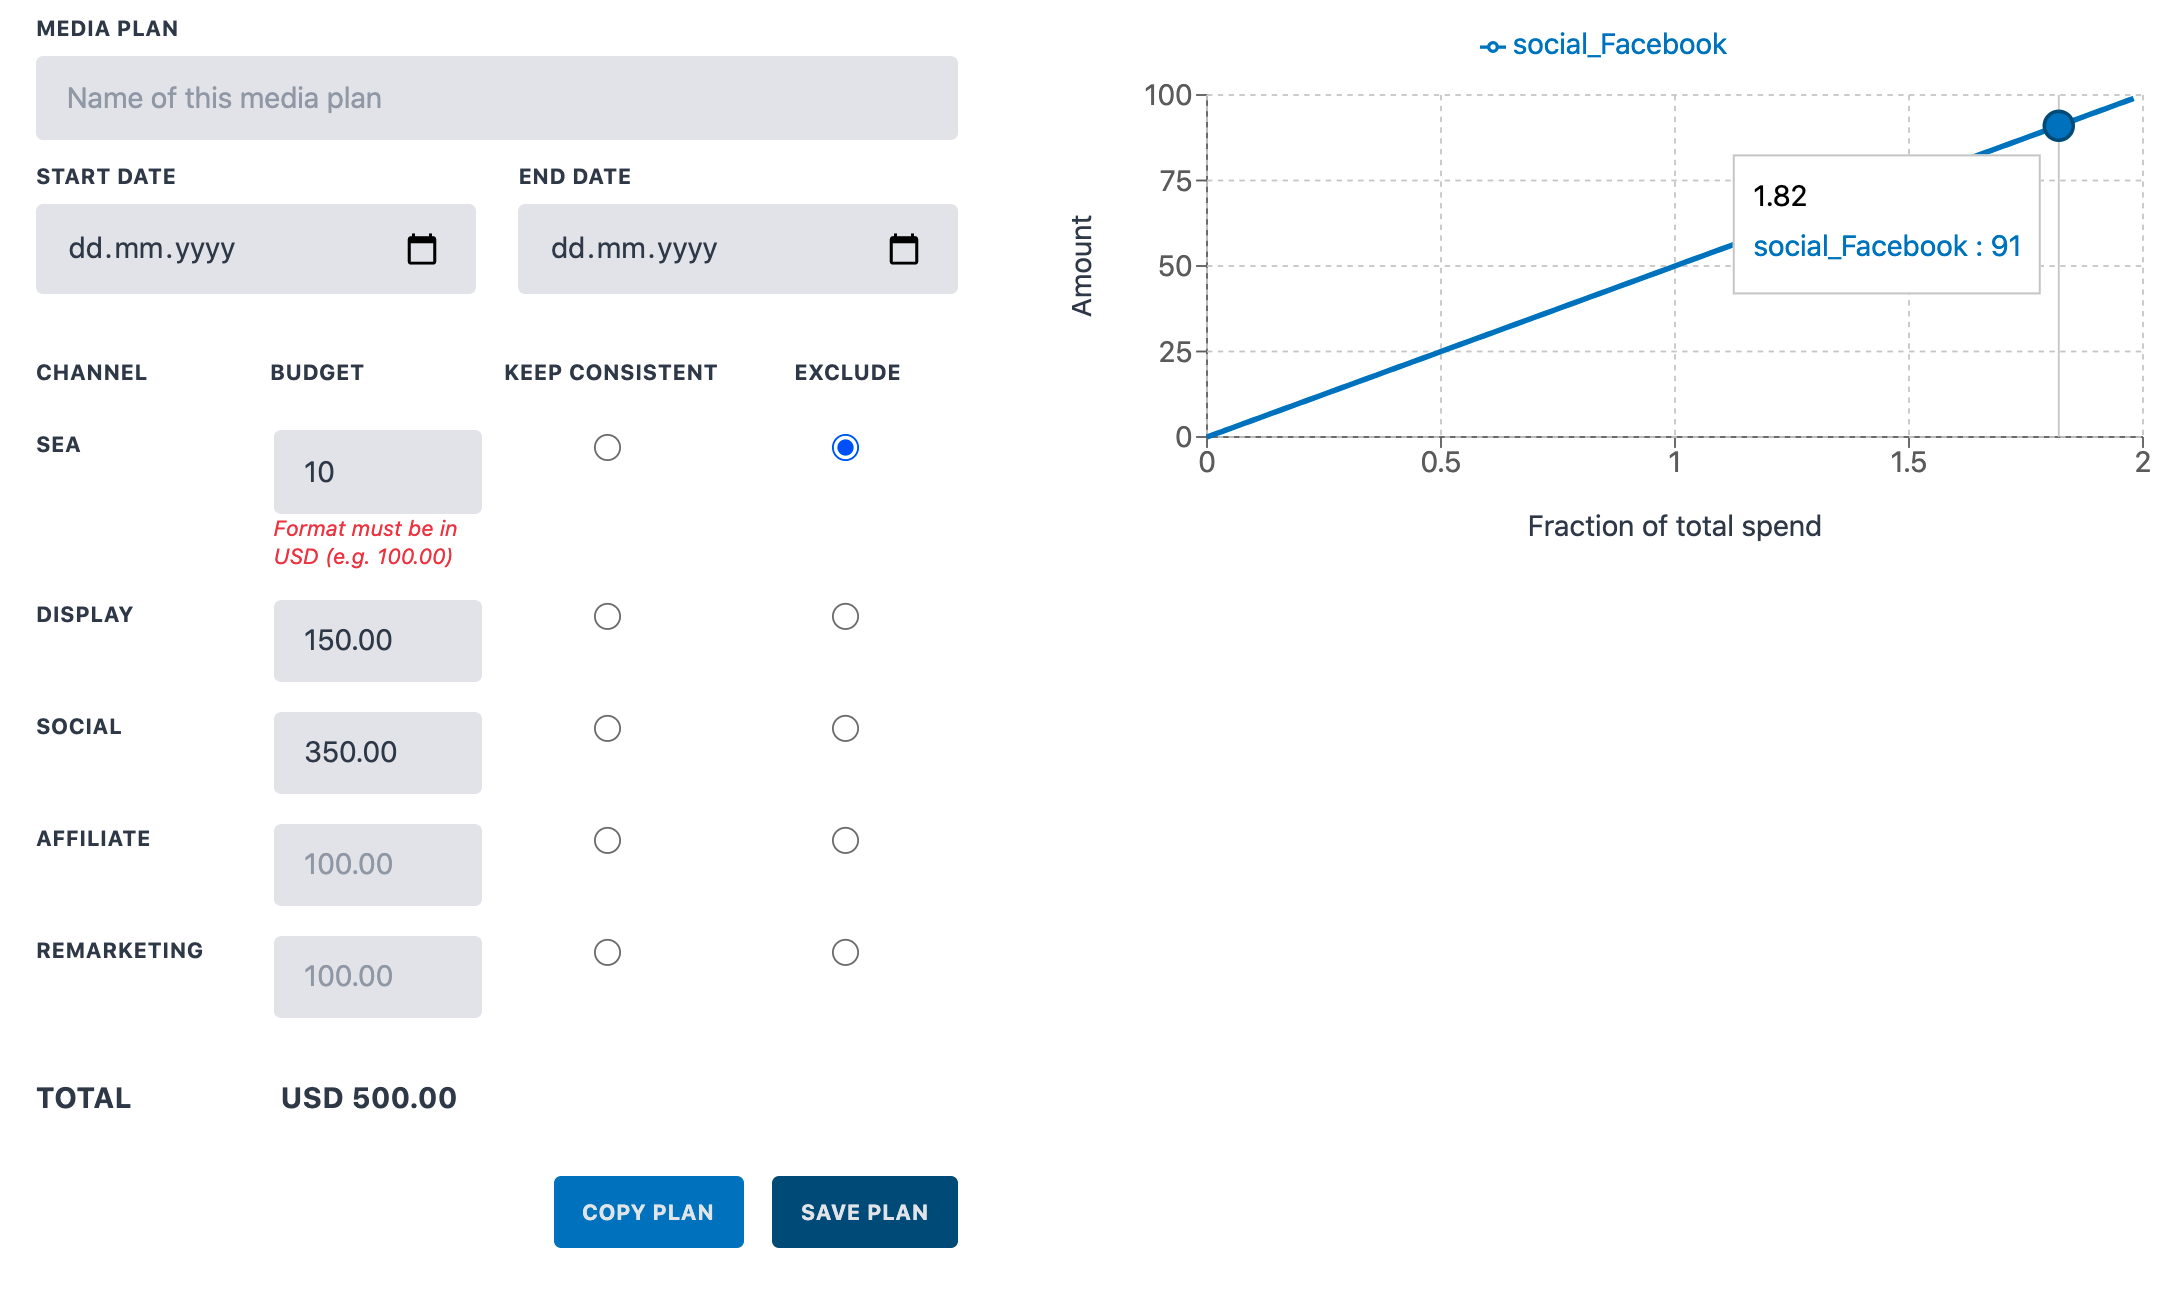 MEDIA PLAN
Name of this media plan
START DATE
END DATE
dd.mm.yyyy
dd.mm.yyyy
CHANNEL BUDGET KEEP CONSISTENT EXCLUDE
SEA
10
Format must be in
USD (e.g. 100.00)
DISPLAY
150.00
SOCIAL
350.00
AFFILIATE
100.00
REMARKETING
100.00
TOTAL USD 500.00
COPY PLAN
SAVE PLAN
social_Facebook
100
75
50
25
0
Amount
1.82
social_Facebook : 91
0 0.5 1 1.5 2
Fraction of total spend